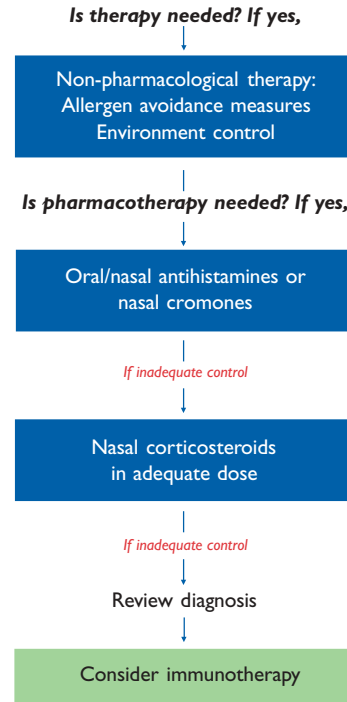 Is therapy needed? If yes,
Non-pharmacological therapy:
Allergen avoidance measures
Environment control
Is pharmacotherapy needed? If yes,
Oral/nasal antihistamines or
nasal cromones
If inadequate control
Nasal corticosteroids
in adequate dose
If inadequate control
Review diagnosis
Consider immunotherapy